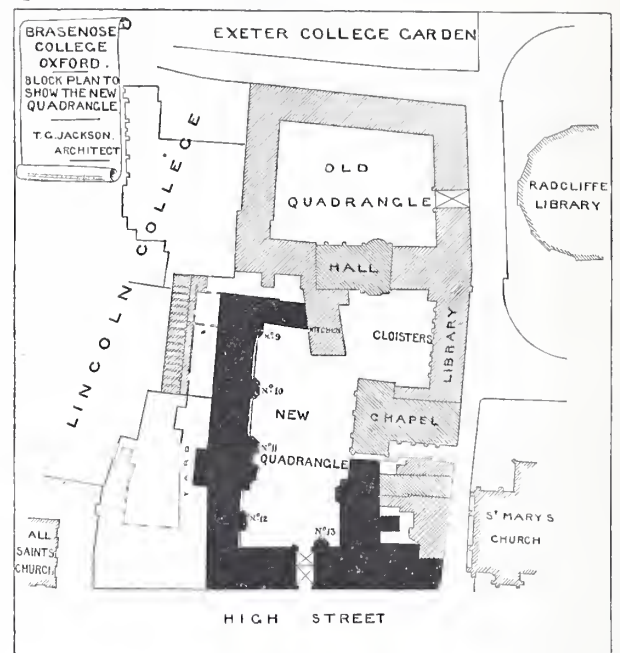 BRASENOSE
COLLEGE
OXFORD.
BLOCK PLAN TO
SHOW THE NEW
QUADRANGLE
T. G. JACKSON.
ARCHITECT
EXETER COLLEGE GARDEN
LINCOLN COLLEGE
OLD
QUADRANGLE
RADCLIFFE
LIBRARY
HALL
KITCHEN
CLOISTERS
LIBRARY
Nº 9
Nº 10
NEW
CHAPEL
Nº 11
QUADRANGLE
YARD
Nº 12
Nº 13
ST MARYS
CHURCH
ALL
SAINTS
CHURCH
HIGH STREET